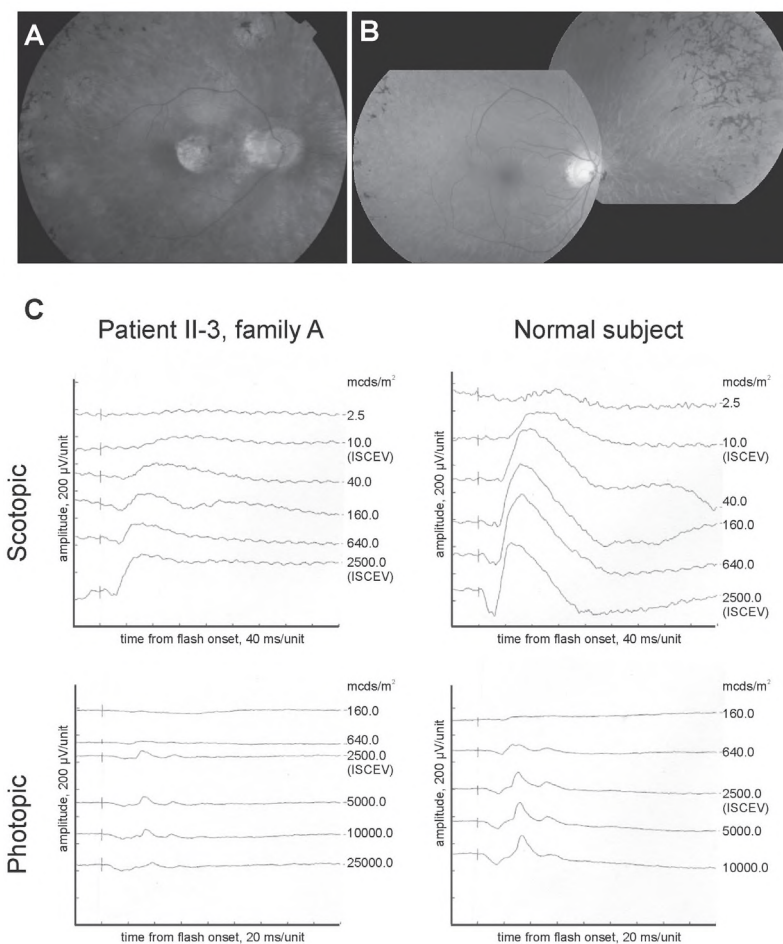 A
B
C
Patient II-3, family A
Normal subject
Scotopic
amplitude, 200 µV/unit
mcds/m²
2.5
10.0
(ISCEV)
40.0
160.0
640.0
2500.0
(ISCEV)
time from flash onset, 40 ms/unit
amplitude, 200 µV/unit
mcds/m²
2.5
10.0
(ISCEV)
40.0
160.0
640.0
2500.0
(ISCEV)
time from flash onset, 40 ms/unit
Photopic
amplitude, 200 µV/unit
mcds/m²
160.0
640.0
2500.0
(ISCEV)
5000.0
10000.0
25000.0
time from flash onset, 20 ms/unit
amplitude, 200 µV/unit
mcds/m²
160.0
640.0
2500.0
(ISCEV)
5000.0
10000.0
time from flash onset, 20 ms/unit